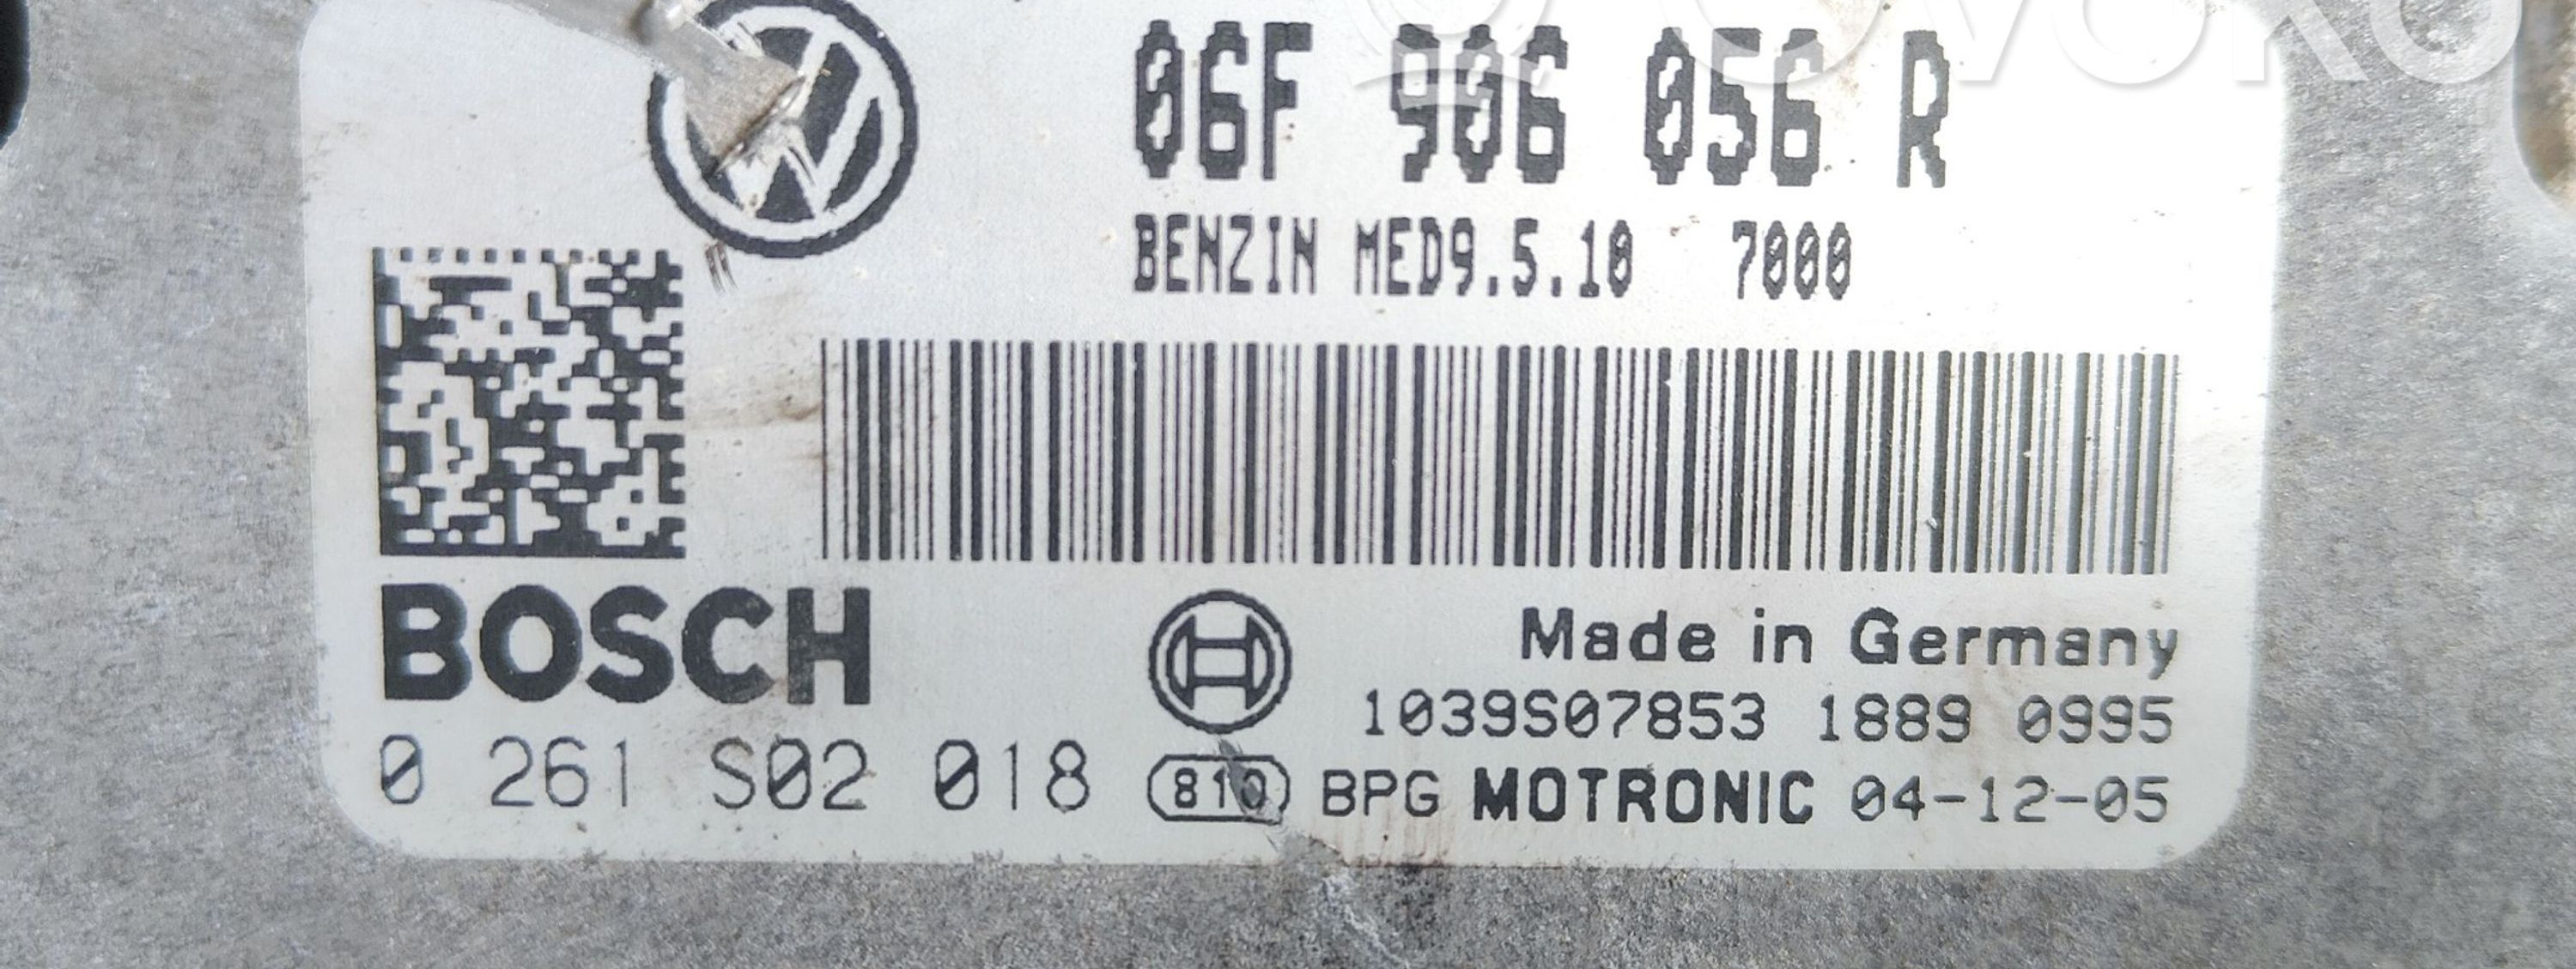 06F 906 056 R
BENZIN MED9.5.10 7000
BOSCH
Made in Germany
1039S07853 1889 0995
0 261 S02 018
810 BPG MOTRONIC 04-12-05